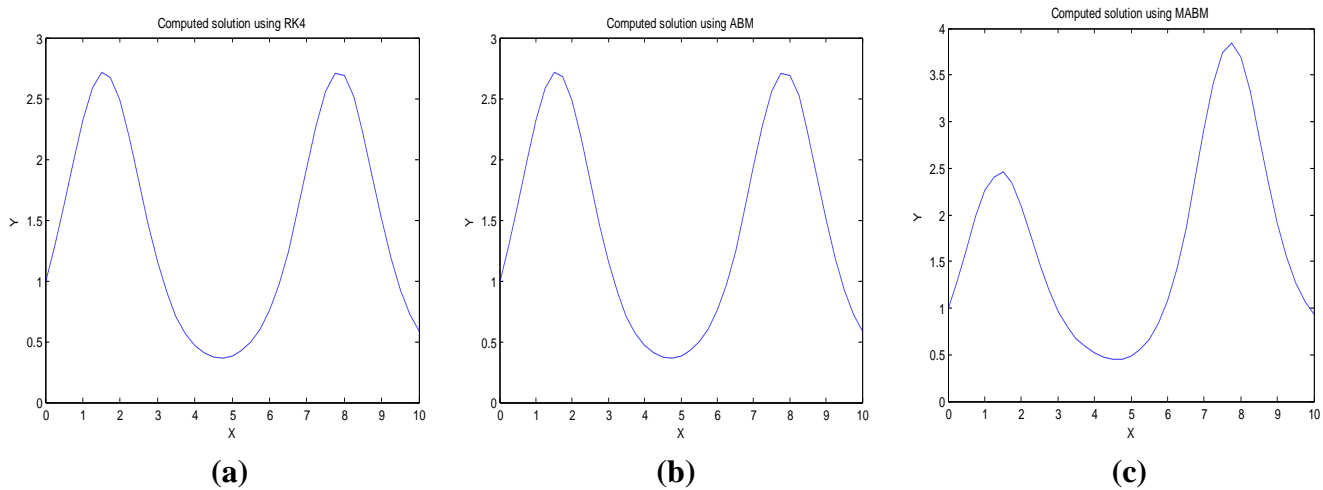 Computed solution using RK4
3
2.5
2
1.5
1
0.5
0
Y
0 1 2 3 4 5 6 7 8 9 10
X
(a)
Computed solution using ABM
3
2.5
2
1.5
1
0.5
0
Y
0 1 2 3 4 5 6 7 8 9 10
X
(b)
Computed solution using MABM
4
3.5
3
2.5
2
1.5
1
0.5
0
Y
0 1 2 3 4 5 6 7 8 9 10
X
(c)